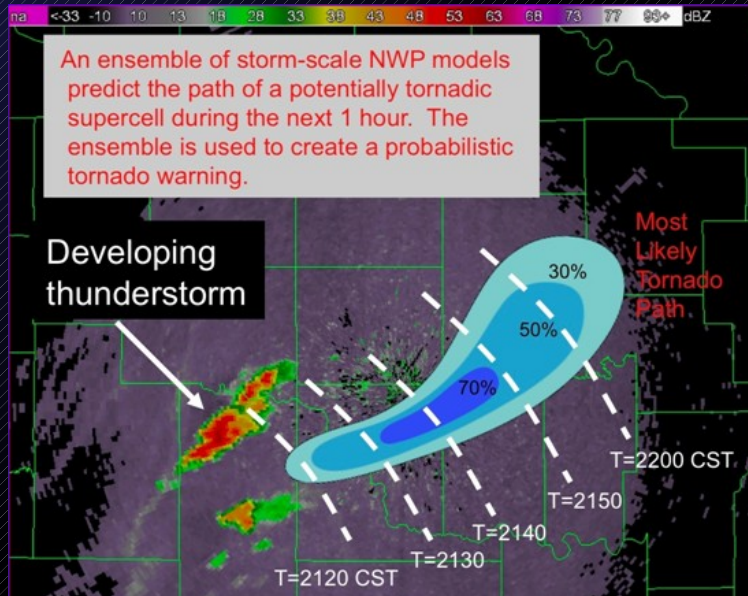 na <-33 -10 10 13 18 28 33 38 43 48 53 63 68 73 77 93+ dBZ
An ensemble of storm-scale NWP models
predict the path of a potentially tornadic
supercell during the next 1 hour. The
ensemble is used to create a probabilistic
tornado warning.
Developing
thunderstorm
Most
Likely
Tornado
Path
30%
50%
70%
T=2200 CST
T=2150
T=2140
T=2130
T=2120 CST